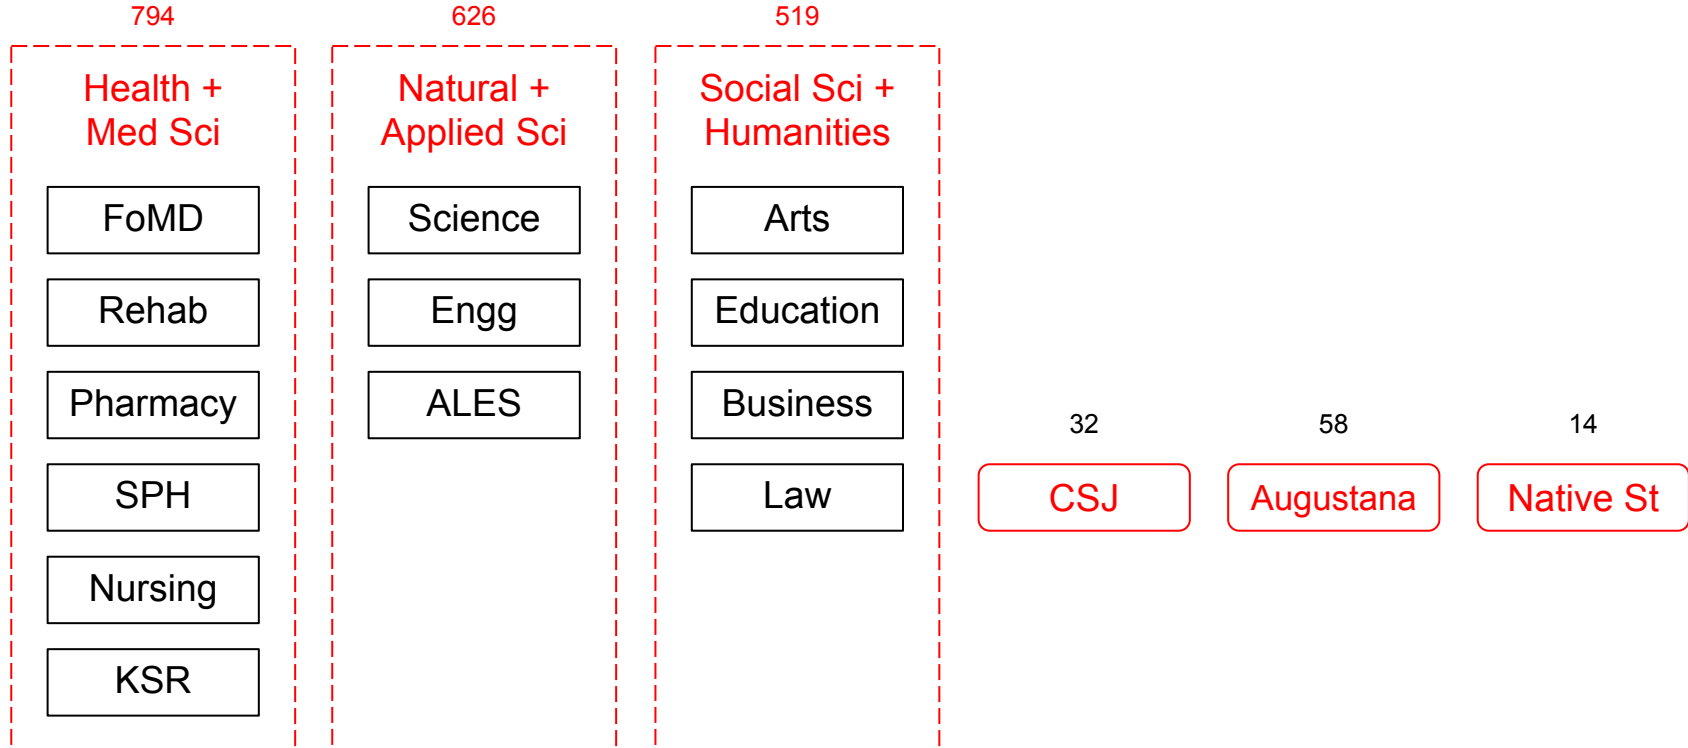 794
Health +
Med Sci
FoMD
Rehab
Pharmacy
SPH
Nursing
KSR
626
Natural +
Applied Sci
Science
Engg
ALES
519
Social Sci +
Humanities
Arts
Education
Business
Law
32
CSJ
58
Augustana
14
Native St